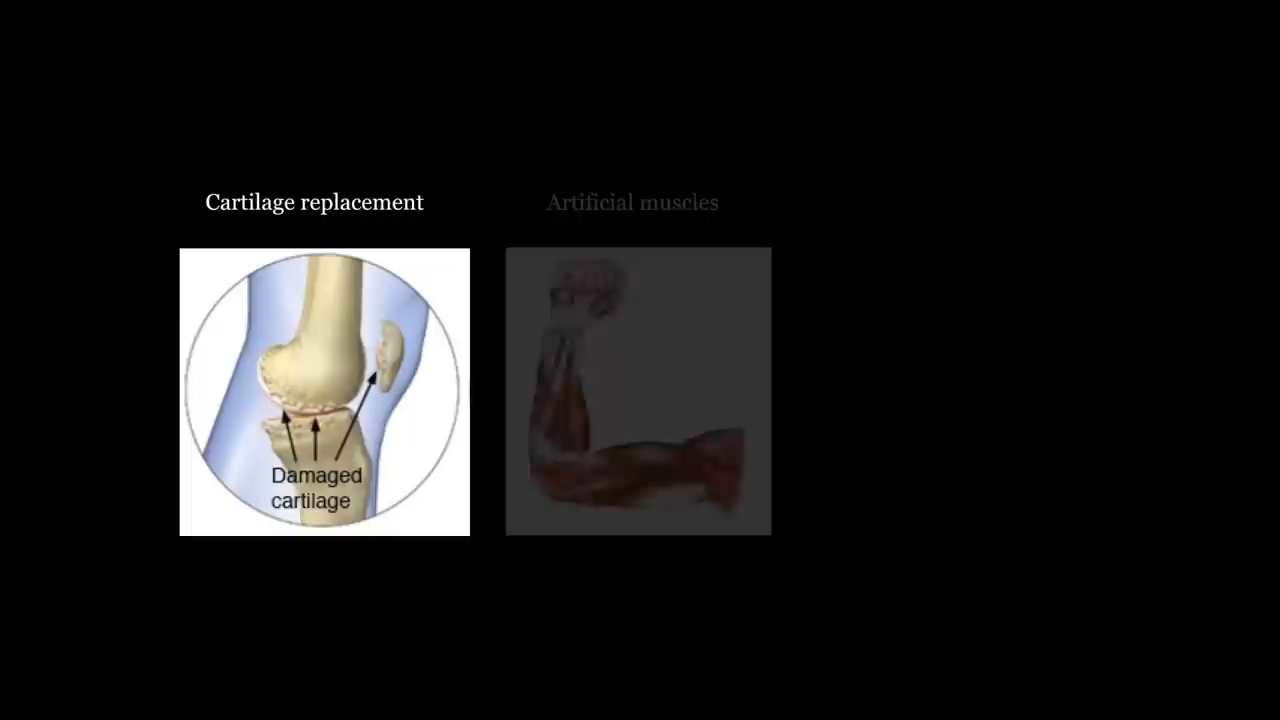 Cartilage replacement
Artificial muscles
Damaged
cartilage